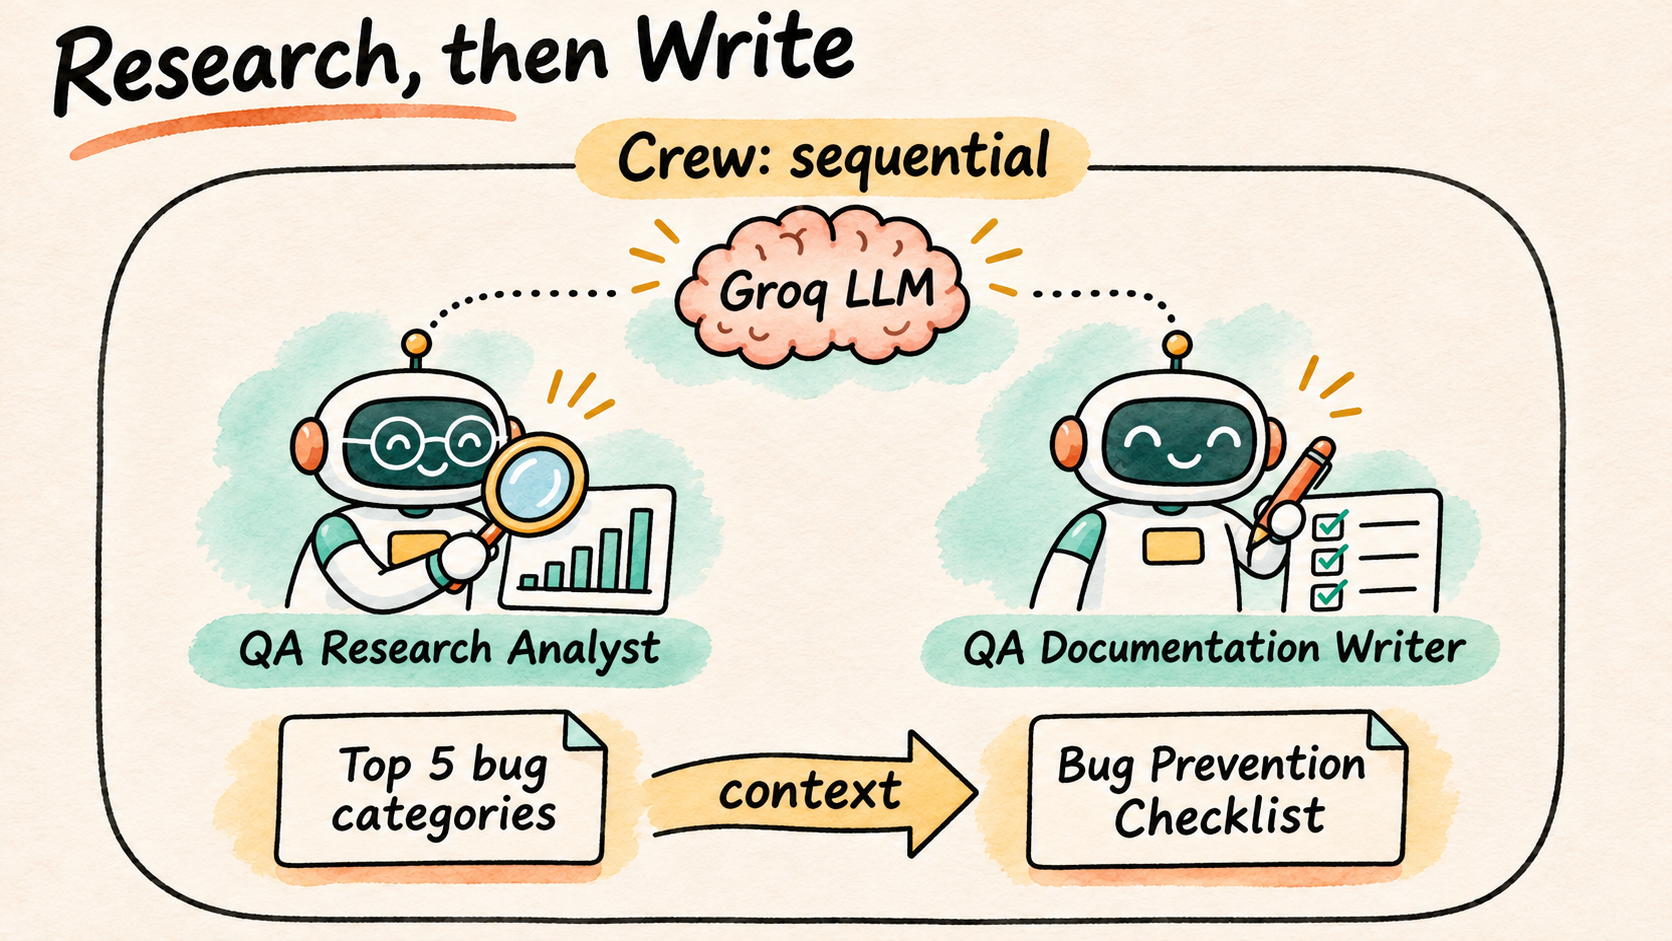 Research, then Write
Crew: sequential
Groq LLM
QA Research Analyst
QA Documentation Writer
Top 5 bug
categories
context
Bug Prevention
Checklist